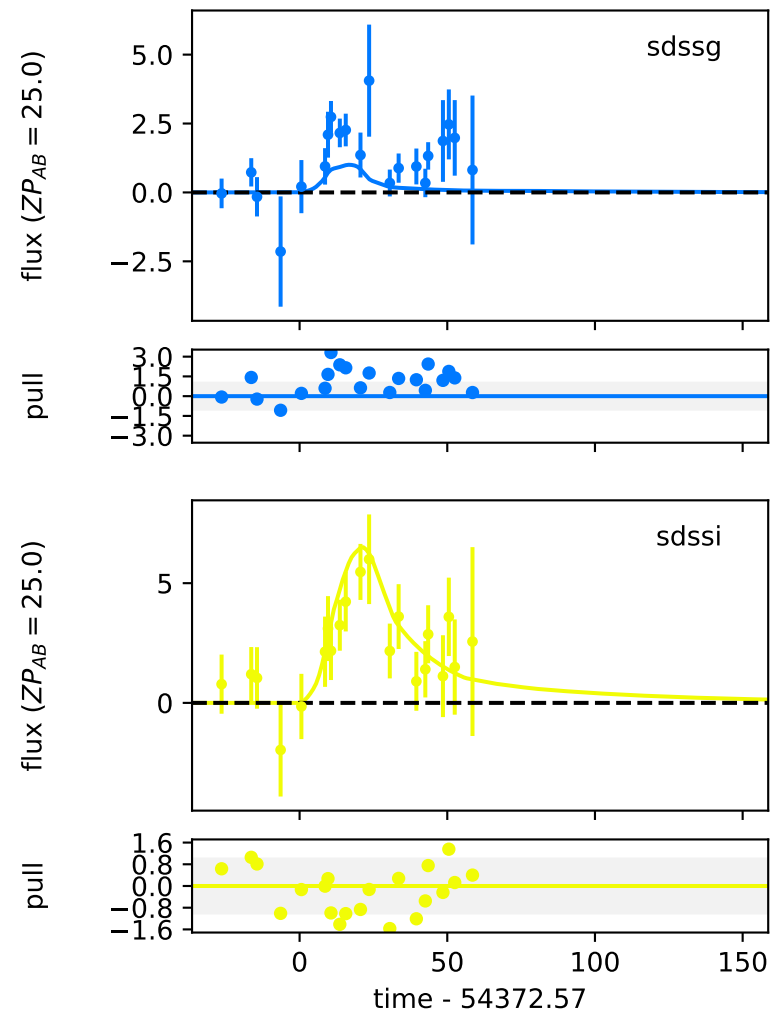 sdssg
flux (ZP_AB = 25.0)
5.0
2.5
0.0
−2.5
pull
3.0
1.5
0.0
−1.5
−3.0
sdssi
flux (ZP_AB = 25.0)
5
0
pull
1.6
0.8
0.0
−0.8
−1.6
0 50 100 150
time - 54372.57